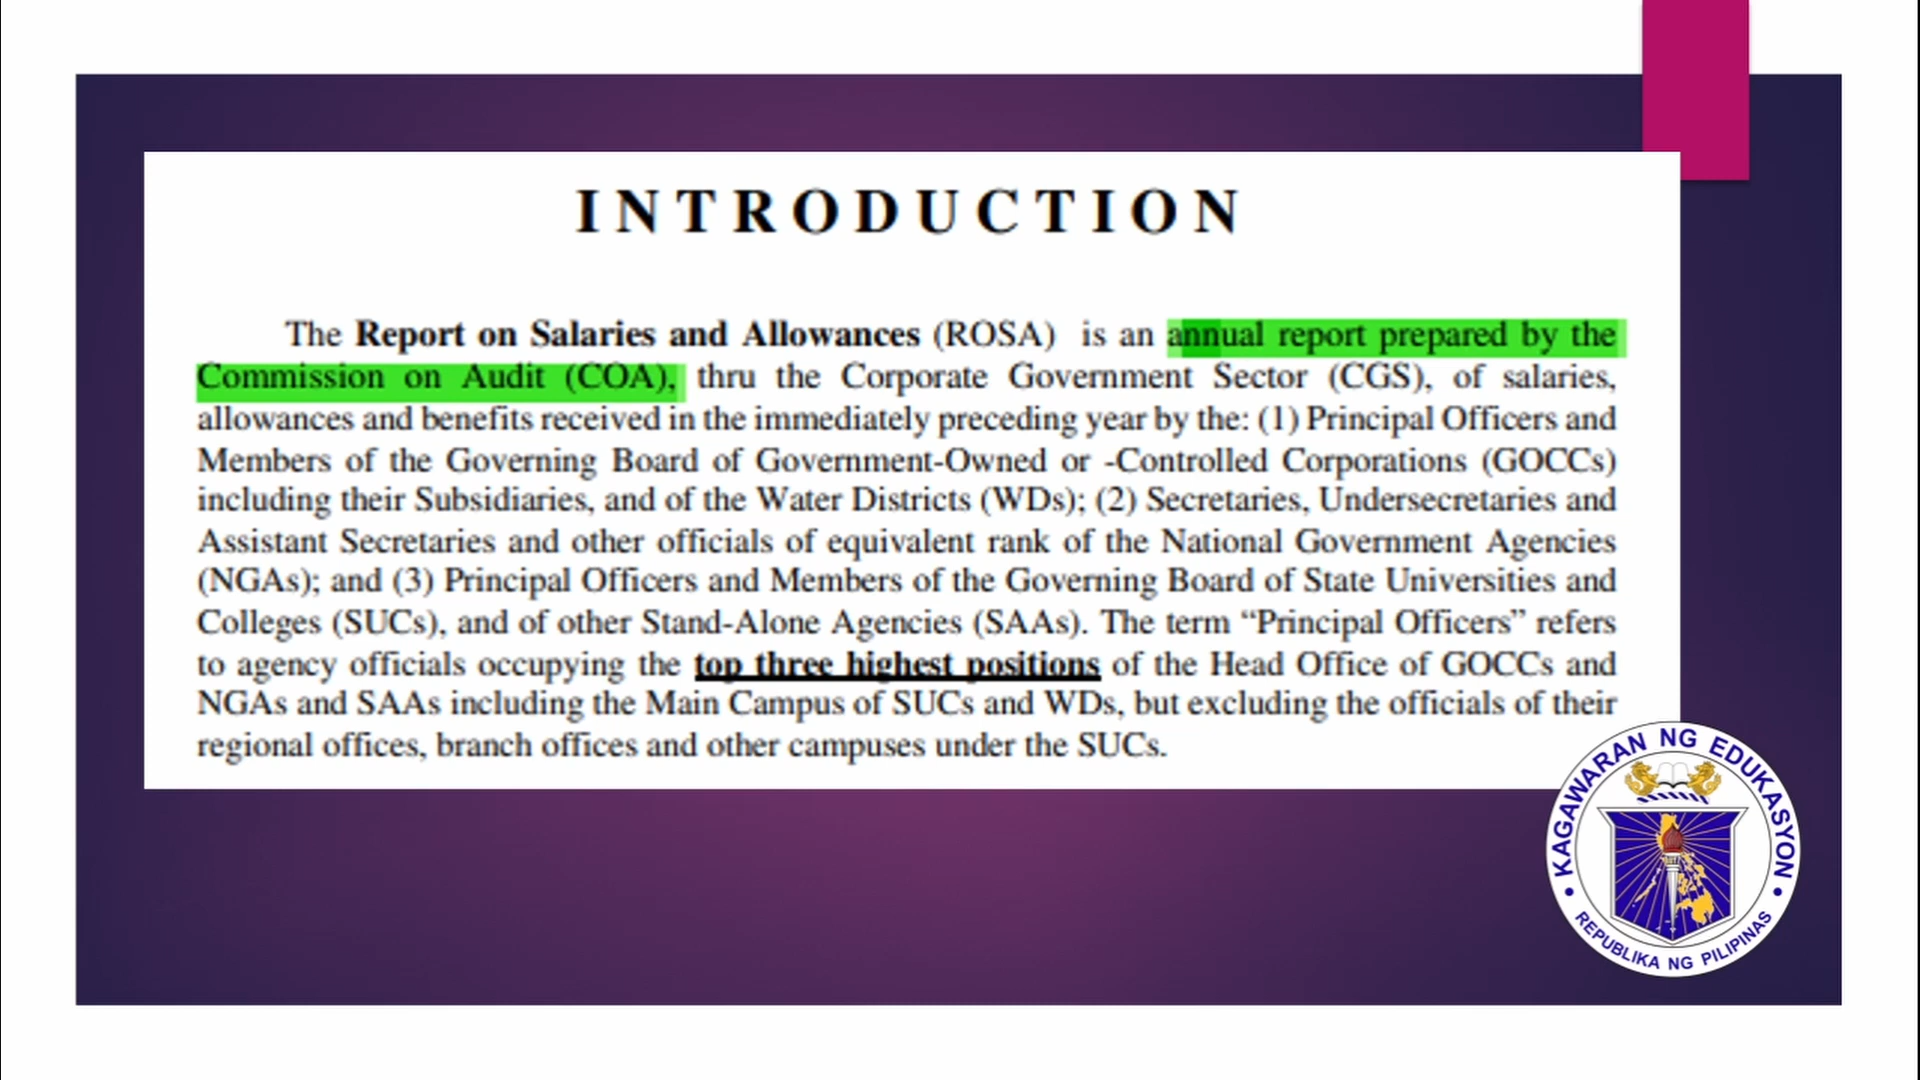 INTRODUCTION
The Report on Salaries and Allowances (ROSA) is an annual report prepared by the
Commission on Audit (COA), thru the Corporate Government Sector (CGS), of salaries,
allowances and benefits received in the immediately preceding year by the: (1) Principal Officers and
Members of the Governing Board of Government-Owned or -Controlled Corporations (GOCCs)
including their Subsidiaries, and of the Water Districts (WDs); (2) Secretaries, Undersecretaries and
Assistant Secretaries and other officials of equivalent rank of the National Government Agencies
(NGAs); and (3) Principal Officers and Members of the Governing Board of State Universities and
Colleges (SUCs), and of other Stand-Alone Agencies (SAAs). The term “Principal Officers” refers
to agency officials occupying the top three highest positions of the Head Office of GOCCs and
NGAs and SAAs including the Main Campus of SUCs and WDs, but excluding the officials of their
regional offices, branch offices and other campuses under the SUCs.
KAGAWARAN NG EDUKASYON
REPUBLIKA NG PILIPINAS